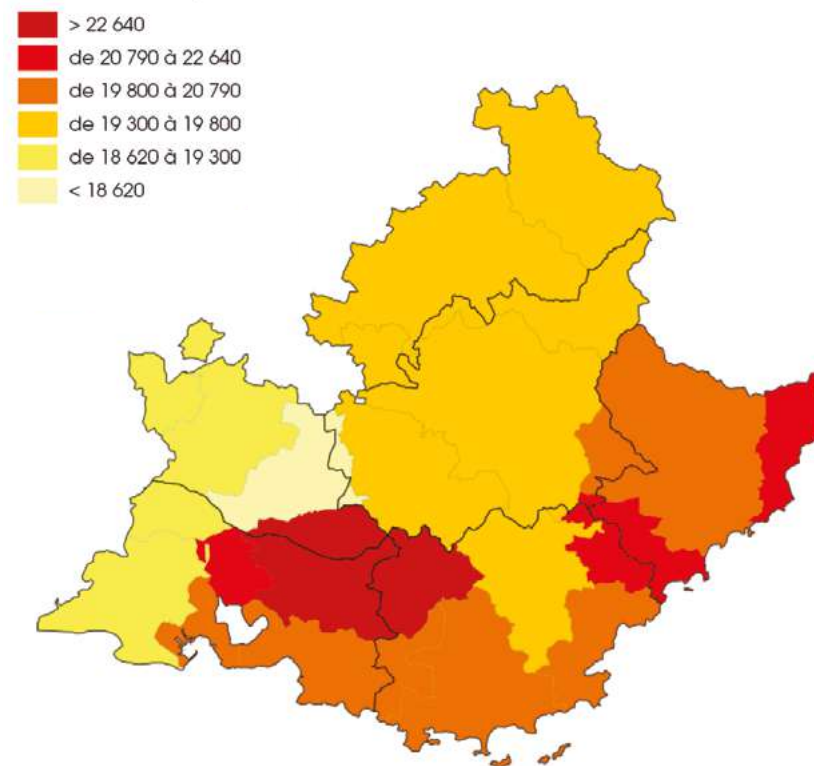 > 22 640
de 20 790 à 22 640
de 19 800 à 20 790
de 19 300 à 19 800
de 18 620 à 19 300
< 18 620